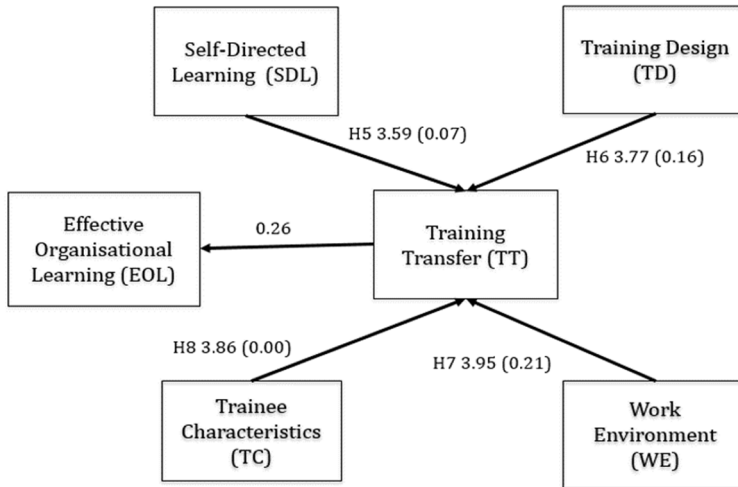 Self-Directed
Learning (SDL)
Training Design
(TD)
H5 3.59 (0.07)
H6 3.77 (0.16)
Effective
Organisational
Learning (EOL)
0.26
Training
Transfer (TT)
H8 3.86 (0.00)
H7 3.95 (0.21)
Trainee
Characteristics
(TC)
Work
Environment
(WE)